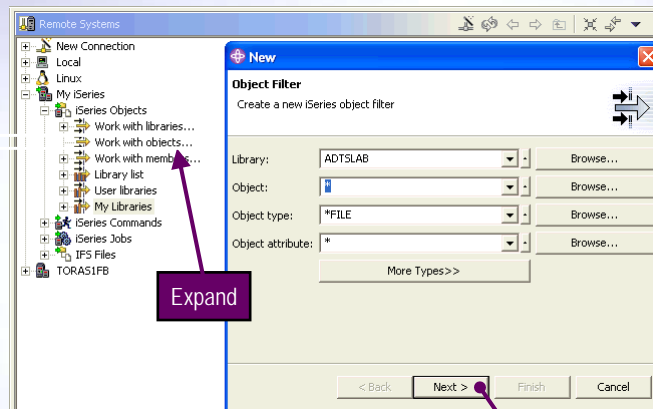 Remote Systems
New Connection
Local
Linux
My iSeries
iSeries Objects
Work with libraries...
Work with objects...
Work with members...
Library list
User libraries
My Libraries
iSeries Commands
iSeries Jobs
IFS Files
TORAS1FB
Expand
New
Object Filter
Create a new iSeries object filter
Library: ADTSLAB Browse...
Object: * Browse...
Object type: *FILE Browse...
Object attribute: * Browse...
More Types>>
< Back Next > Finish Cancel